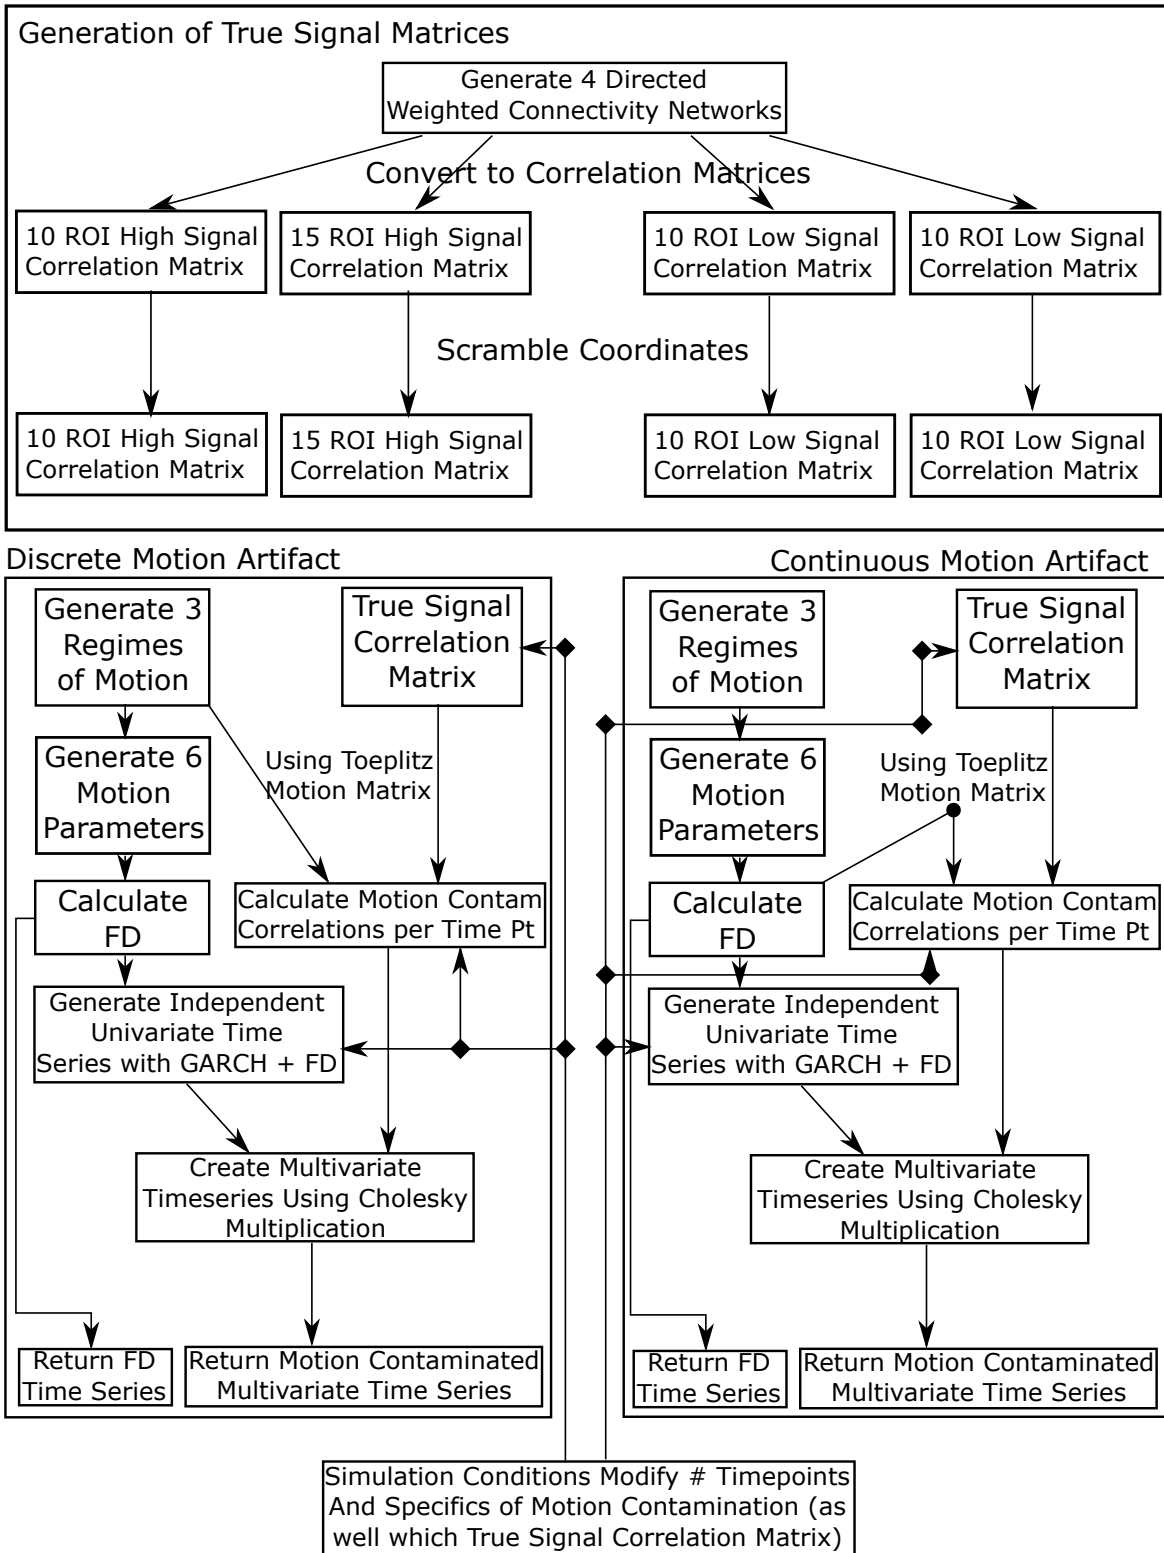 Generation of True Signal Matrices
Generate 4 Directed
Weighted Connectivity Networks
Convert to Correlation Matrices
10 ROI High Signal
Correlation Matrix
15 ROI High Signal
Correlation Matrix
10 ROI Low Signal
Correlation Matrix
10 ROI Low Signal
Correlation Matrix
Scramble Coordinates
10 ROI High Signal
Correlation Matrix
15 ROI High Signal
Correlation Matrix
10 ROI Low Signal
Correlation Matrix
10 ROI Low Signal
Correlation Matrix
Discrete Motion Artifact
Generate 3
Regimes
of Motion
True Signal
Correlation
Matrix
Generate 6
Motion
Parameters
Using Toeplitz
Motion Matrix
Calculate
FD
Calculate Motion Contam
Correlations per Time Pt
Generate Independent
Univariate Time
Series with GARCH + FD
Create Multivariate
Timeseries Using Cholesky
Multiplication
Return FD
Time Series
Return Motion Contaminated
Multivariate Time Series
Continuous Motion Artifact
Generate 3
Regimes
of Motion
True Signal
Correlation
Matrix
Generate 6
Motion
Parameters
Using Toeplitz
Motion Matrix
Calculate
FD
Calculate Motion Contam
Correlations per Time Pt
Generate Independent
Univariate Time
Series with GARCH + FD
Create Multivariate
Timeseries Using Cholesky
Multiplication
Return FD
Time Series
Return Motion Contaminated
Multivariate Time Series
Simulation Conditions Modify # Timepoints
And Specifics of Motion Contamination (as
well which True Signal Correlation Matrix)